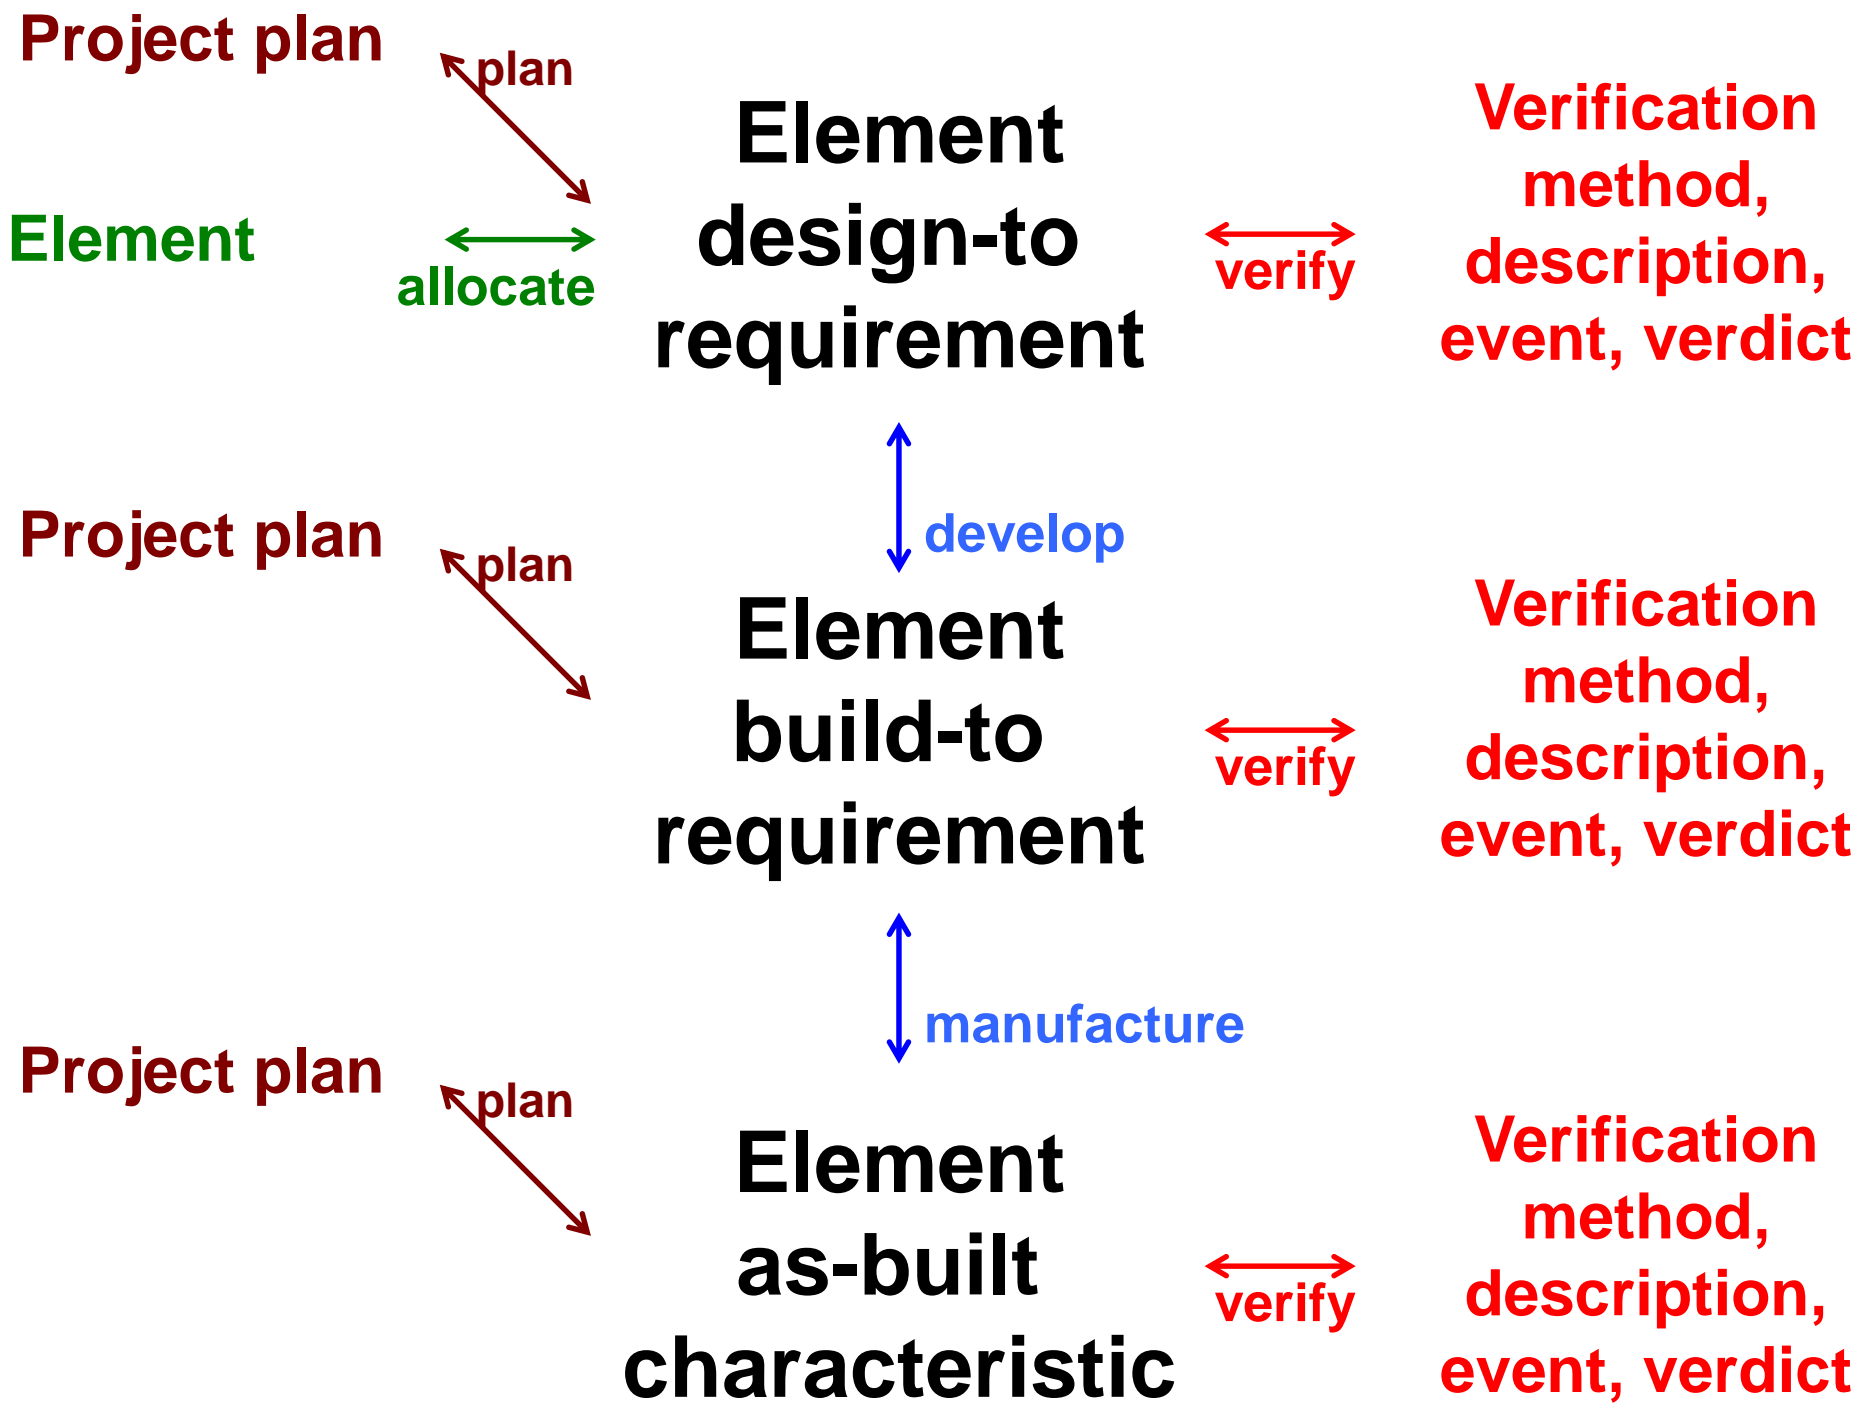 Project plan
plan
Element
design-to
requirement
Element
allocate
verify
Verification
method,
description,
event, verdict
develop
Project plan
plan
Element
build-to
requirement
verify
Verification
method,
description,
event, verdict
manufacture
Project plan
plan
Element
as-built
characteristic
verify
Verification
method,
description,
event, verdict